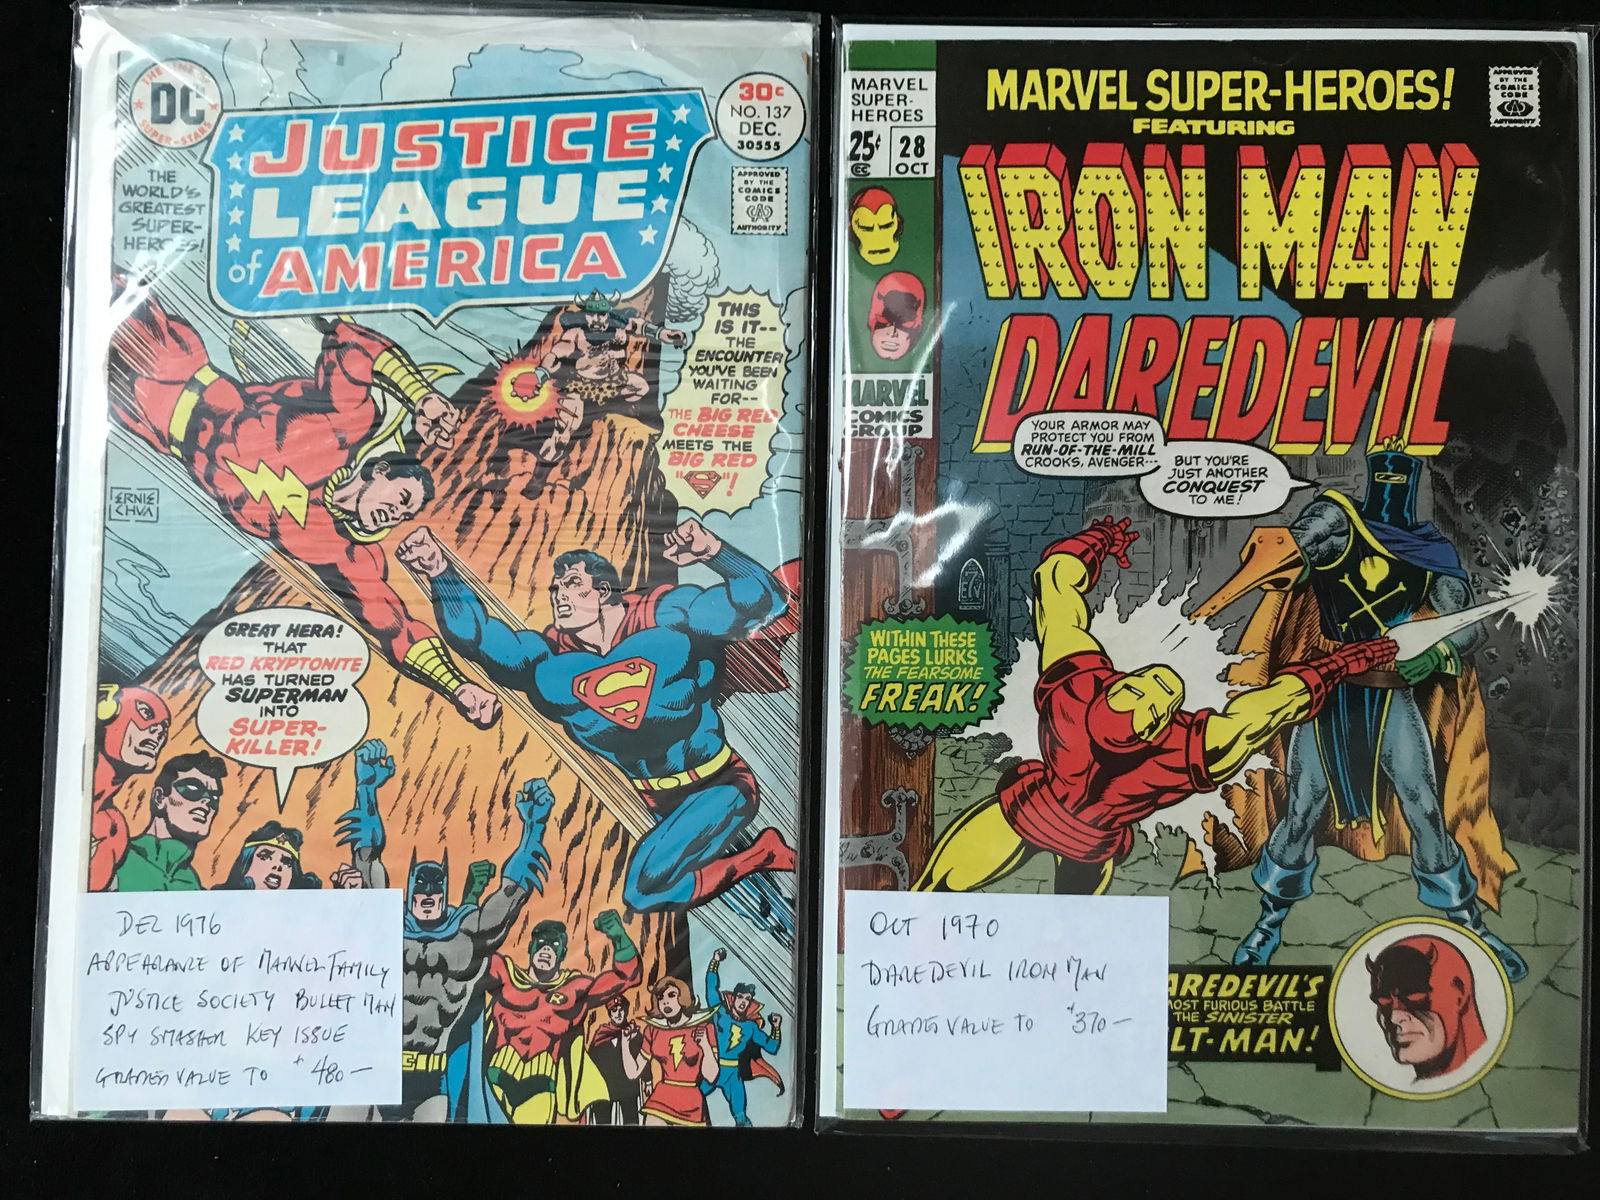 THE LINE OF
DC
SUPER-STARS
THE
WORLD'S
GREATEST
SUPER-
HEROES!
JUSTICE
LEAGUE
of AMERICA
30¢
NO. 137
DEC.
30555
APPROVED
BY THE
COMICS
CODE
CA
AUTHORITY
THIS
IS IT--
THE
ENCOUNTER
YOU'VE BEEN
WAITING
FOR--
THE BIG RED
CHEESE
MEETS THE
BIG RED
"S"!
ERNIE
CHUA
GREAT HERA!
THAT
RED KRYPTONITE
HAS TURNED
SUPERMAN
INTO
SUPER-
KILLER!
S
R
DEZ 1976
APPEARANCE OF MARVEL FAMILY
JUSTICE SOCIETY BULLET MAN
SPY SMASHER KEY ISSUE
GRADED VALUE TO $480—
MARVEL
SUPER-
HEROES
25¢
CC
28
OCT
MARVEL
COMICS
GROUP
MARVEL SUPER-HEROES!
FEATURING
IRON MAN
DAREDEVIL
APPROVED
BY THE
COMICS
CODE
CA
AUTHORITY
YOUR ARMOR MAY
PROTECT YOU FROM
RUN-OF-THE-MILL
CROOKS, AVENGER---
BUT YOU'RE
JUST ANOTHER
CONQUEST
TO ME!
WITHIN THESE
PAGES LURKS
THE FEARSOME
FREAK!
AREDEVIL'S
MOST FURIOUS BATTLE
THE SINISTER
LT-MAN!
OCT 1970
DAREDEVIL IRON MAN
GRADED VALUE TO $370—